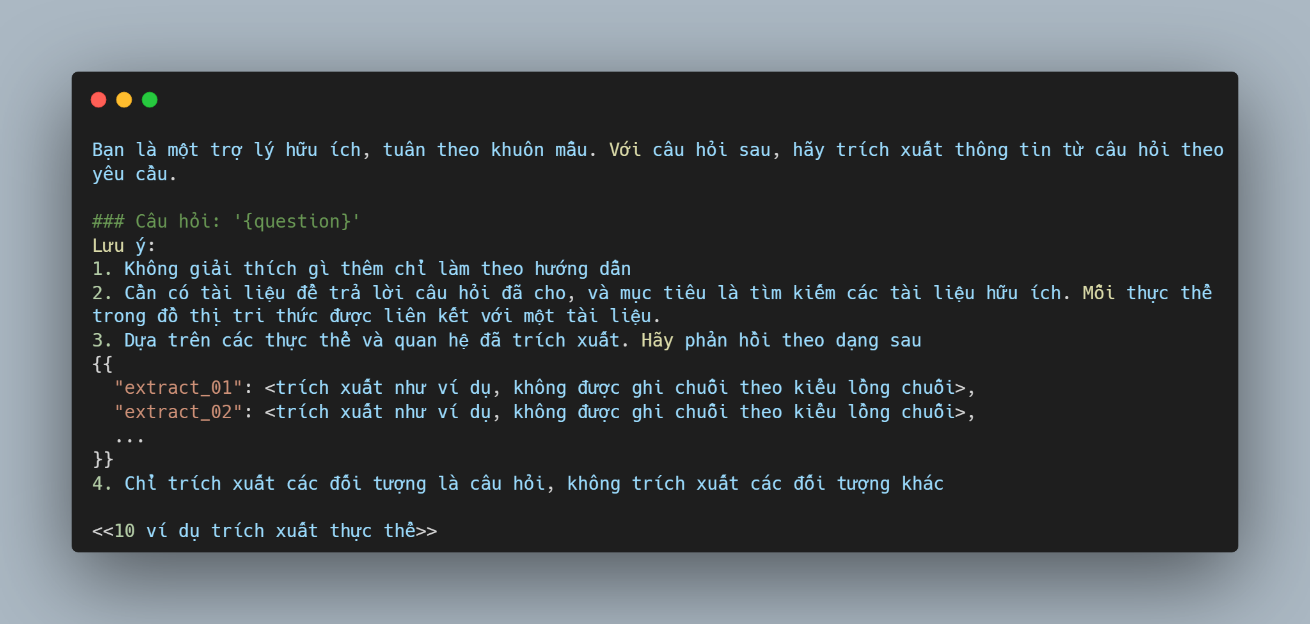 Bạn là một trợ lý hữu ích, tuân theo khuôn mẫu. Với câu hỏi sau, hãy trích xuất thông tin từ câu hỏi theo
yêu cầu.
### Câu hỏi: '{question}'
Lưu ý:
1. Không giải thích gì thêm chỉ làm theo hướng dẫn
2. Cần có tài liệu để trả lời câu hỏi đã cho, và mục tiêu là tìm kiếm các tài liệu hữu ích. Mỗi thực thể
trong đồ thị tri thức được liên kết với một tài liệu.
3. Dựa trên các thực thể và quan hệ đã trích xuất. Hãy phản hồi theo dạng sau
{{
  "extract_01": <trích xuất như ví dụ, không được ghi chuỗi theo kiểu lồng chuỗi>,
  "extract_02": <trích xuất như ví dụ, không được ghi chuỗi theo kiểu lồng chuỗi>,
  ...
}}
4. Chỉ trích xuất các đối tượng là câu hỏi, không trích xuất các đối tượng khác
<<10 ví dụ trích xuất thực thể>>